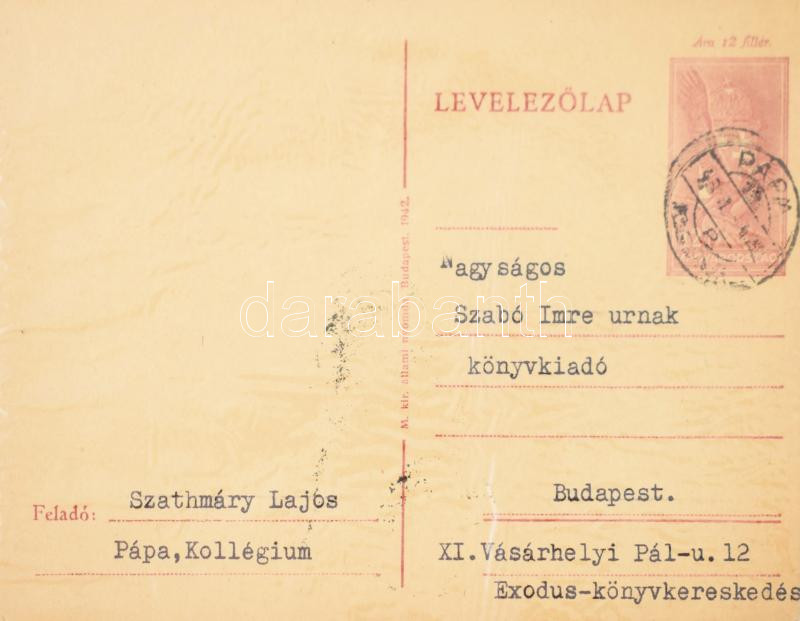 Ára 12 fillér.
LEVELEZŐLAP
PÁPA
M. kir. állami nyomda, Budapest. 1942.
Nagyságos
Szabó Imre urnak
könyvkiadó
darabanth
Budapest.
XI.Vásárhelyi Pál-u.12
Exodus-könyvkereskedés
Feladó: Szathmáry Lajos
Pápa,Kollégium